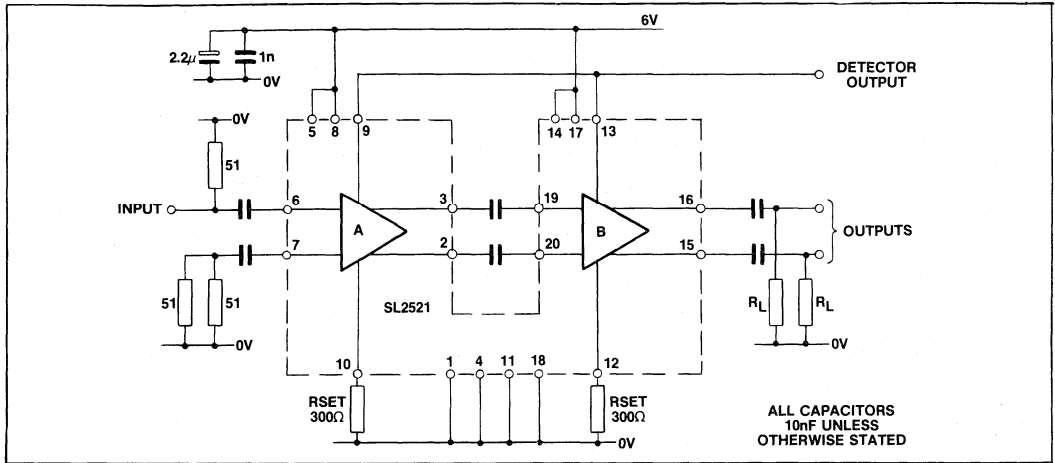 6V
2.2μ
1n
0V
DETECTOR
OUTPUT
0V
5
8
9
14
17
13
51
INPUT
6
3
19
16
A
B
OUTPUTS
7
2
20
15
51
51
SL2521
RL
RL
0V
0V
10
1
4
11
18
12
RSET
300Ω
RSET
300Ω
0V
ALL CAPACITORS
10nF UNLESS
OTHERWISE STATED